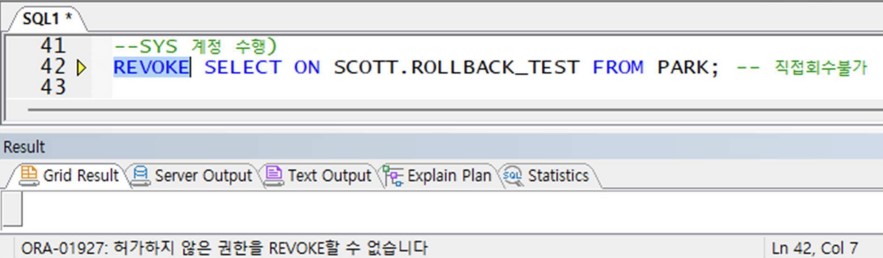 SQL1 *
41 --SYS 계정 수행)
42 REVOKE SELECT ON SCOTT.ROLLBACK_TEST FROM PARK; -- 직접회수불가
43
Result
Grid Result Server Output Text Output Explain Plan SQL Statistics
ORA-01927: 허가하지 않은 권한을 REVOKE할 수 없습니다 Ln 42, Col 7